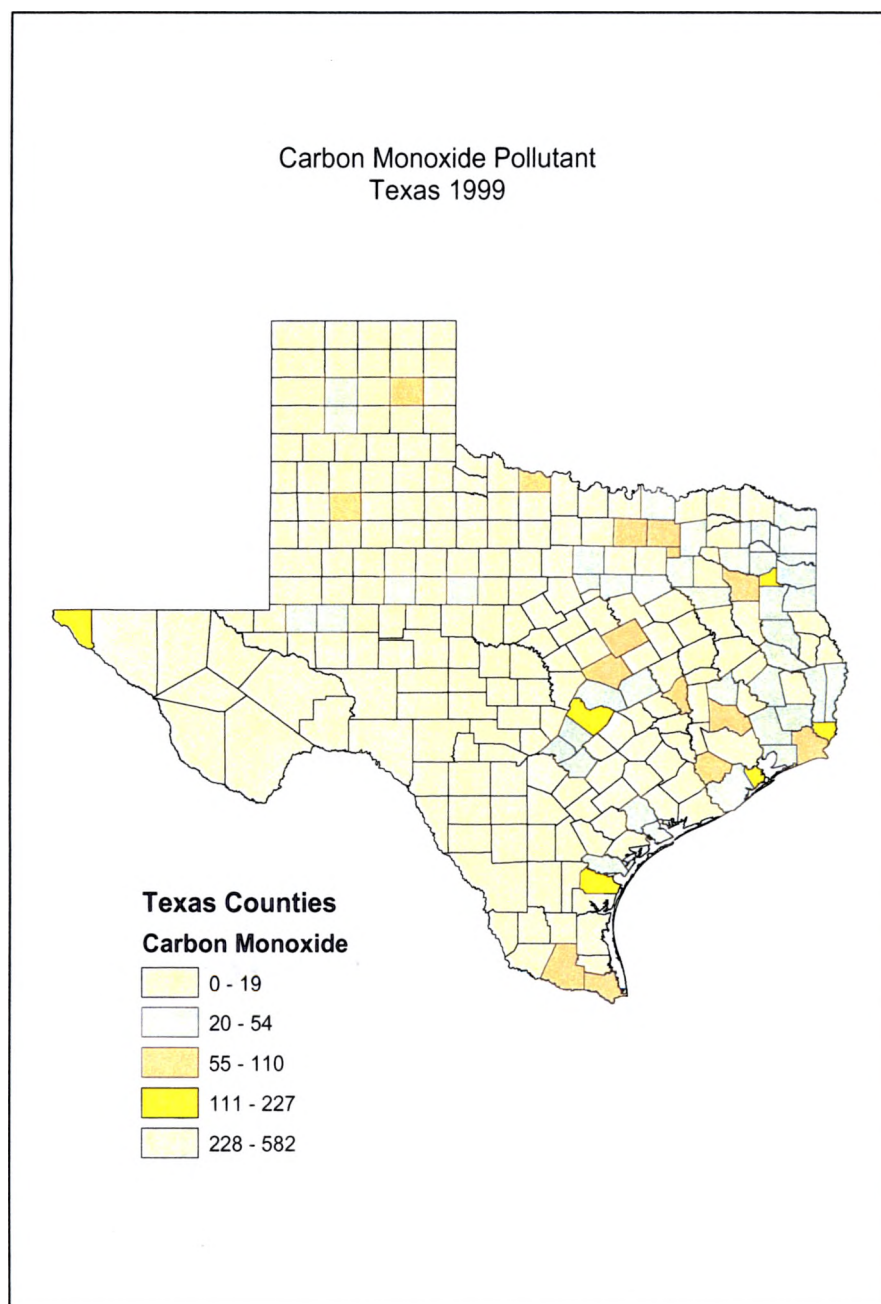 Carbon Monoxide Pollutant
Texas 1999
Texas Counties
Carbon Monoxide
0 - 19
20 - 54
55 - 110
111 - 227
228 - 582